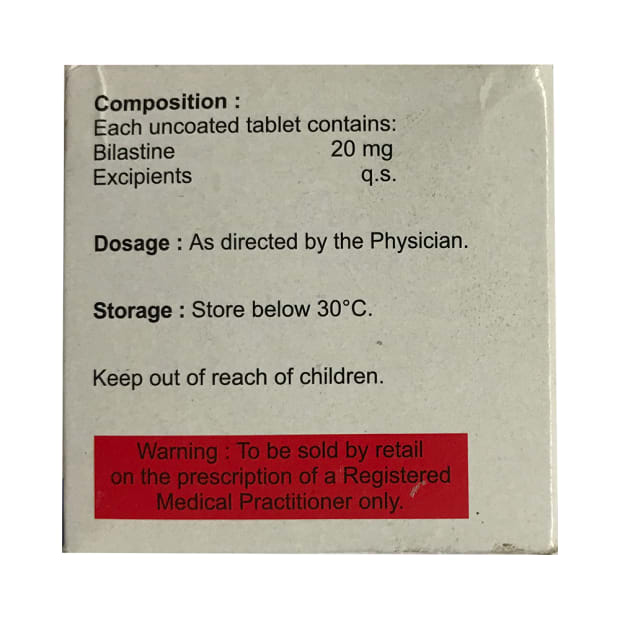 Composition :
Each uncoated tablet contains:
Bilastine 20 mg
Excipients q.s.
Dosage : As directed by the Physician.
Storage : Store below 30°C.
Keep out of reach of children.
Warning : To be sold by retail
on the prescription of a Registered
Medical Practitioner only.